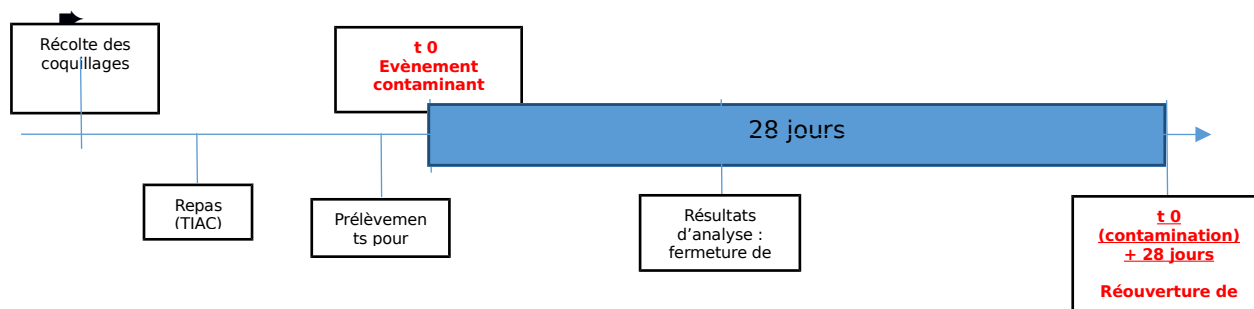 Récolte des
coquillages
t 0
Evènement
contaminant
28 jours
Repas
(TIAC)
Prélèvemen
ts pour
Résultats
d’analyse :
fermeture de
t 0
(contamination)
+ 28 jours
Réouverture de